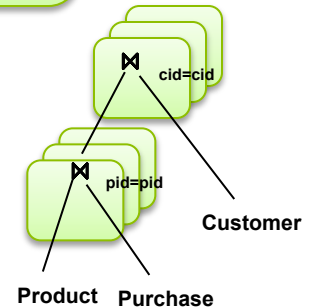 ⋈
cid=cid
⋈
pid=pid
Customer
Product Purchase